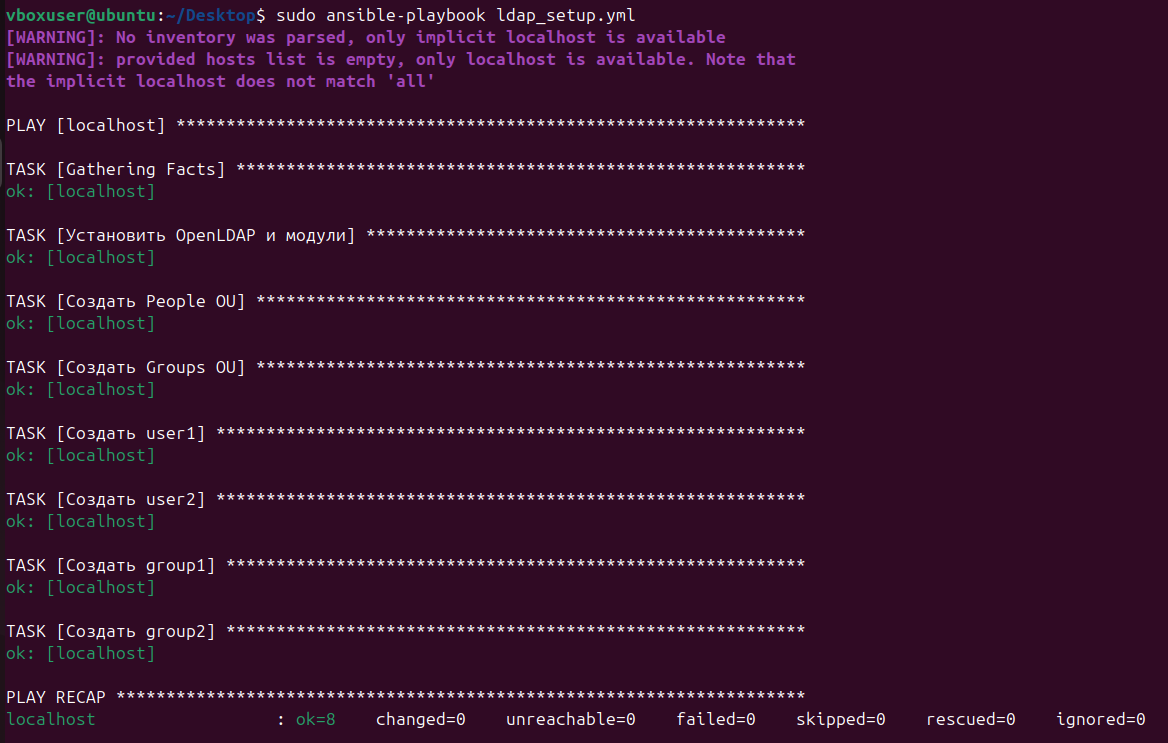 vboxuser@ubuntu:~/Desktop$ sudo ansible-playbook ldap_setup.yml
[WARNING]: No inventory was parsed, only implicit localhost is available
[WARNING]: provided hosts list is empty, only localhost is available. Note that
the implicit localhost does not match 'all'
PLAY [localhost] ***************************************************************
TASK [Gathering Facts] *********************************************************
ok: [localhost]
TASK [Установить OpenLDAP и модули] ********************************************
ok: [localhost]
TASK [Создать People OU] *******************************************************
ok: [localhost]
TASK [Создать Groups OU] *******************************************************
ok: [localhost]
TASK [Создать user1] ***********************************************************
ok: [localhost]
TASK [Создать user2] ***********************************************************
ok: [localhost]
TASK [Создать group1] **********************************************************
ok: [localhost]
TASK [Создать group2] **********************************************************
ok: [localhost]
PLAY RECAP *********************************************************************
localhost                  : ok=8    changed=0    unreachable=0    failed=0    skipped=0    rescued=0    ignored=0